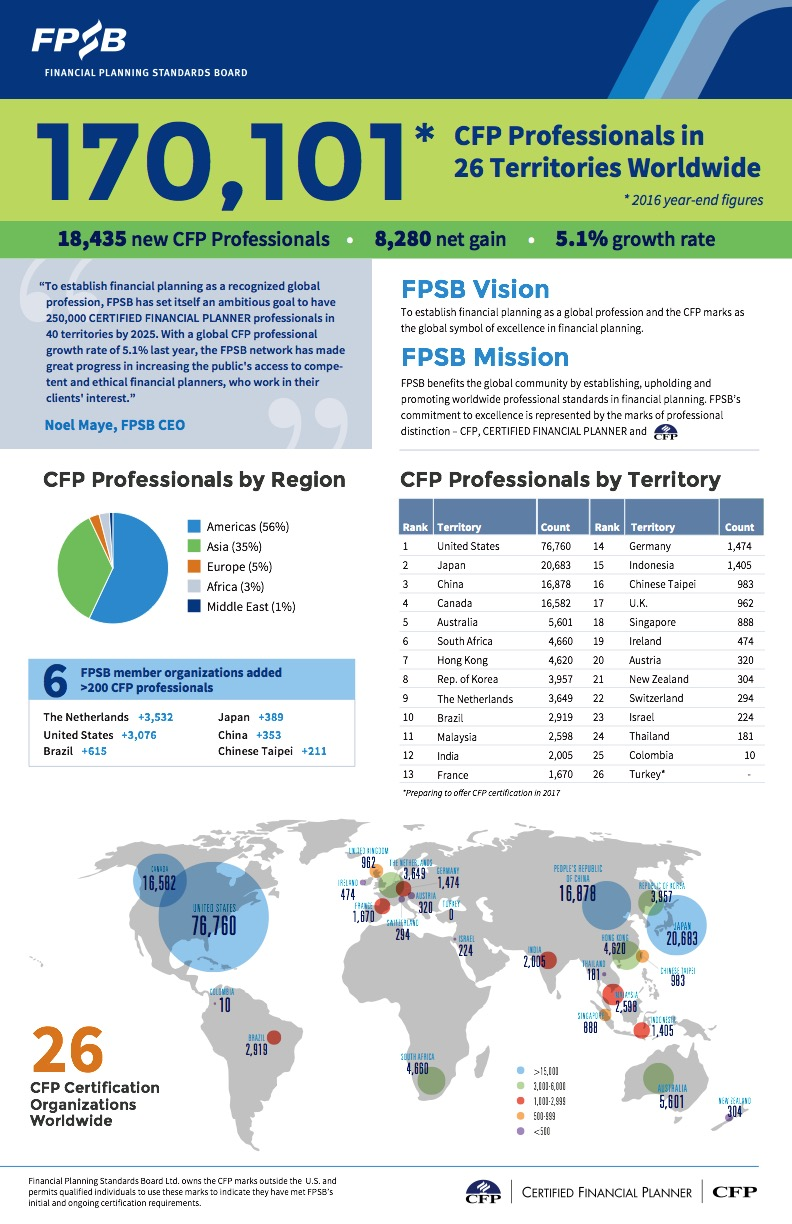 FPSB
FINANCIAL PLANNING STANDARDS BOARD
170,101*
CFP Professionals in
26 Territories Worldwide
* 2016 year-end figures
18,435 new CFP Professionals • 8,280 net gain • 5.1% growth rate
“To establish financial planning as a recognized global
profession, FPSB has set itself an ambitious goal to have
250,000 CERTIFIED FINANCIAL PLANNER professionals in
40 territories by 2025. With a global CFP professional
growth rate of 5.1% last year, the FPSB network has made
great progress in increasing the public's access to compe-
tent and ethical financial planners, who work in their
clients' interest.”
Noel Maye, FPSB CEO
FPSB Vision
To establish financial planning as a global profession and the CFP marks as
the global symbol of excellence in financial planning.
FPSB Mission
FPSB benefits the global community by establishing, upholding and
promoting worldwide professional standards in financial planning. FPSB's
commitment to excellence is represented by the marks of professional
distinction – CFP, CERTIFIED FINANCIAL PLANNER and CFP
CFP Professionals by Region
Americas (56%)
Asia (35%)
Europe (5%)
Africa (3%)
Middle East (1%)
6 FPSB member organizations added
>200 CFP professionals
The Netherlands +3,532 Japan +389
United States +3,076 China +353
Brazil +615 Chinese Taipei +211
CFP Professionals by Territory
Rank Territory Count Rank Territory Count
1 United States 76,760 14 Germany 1,474
2 Japan 20,683 15 Indonesia 1,405
3 China 16,878 16 Chinese Taipei 983
4 Canada 16,582 17 U.K. 962
5 Australia 5,601 18 Singapore 888
6 South Africa 4,660 19 Ireland 474
7 Hong Kong 4,620 20 Austria 320
8 Rep. of Korea 3,957 21 New Zealand 304
9 The Netherlands 3,649 22 Switzerland 294
10 Brazil 2,919 23 Israel 224
11 Malaysia 2,598 24 Thailand 181
12 India 2,005 25 Colombia 10
13 France 1,670 26 Turkey* -
*Preparing to offer CFP certification in 2017
CANADA
16,582
UNITED STATES
76,760
COLOMBIA
10
BRAZIL
2,919
UNITED KINGDOM
962
THE NETHERLANDS
3,649
GERMANY
1,474
IRELAND
474
AUSTRIA
320
FRANCE
1,670
TURKEY
0
SWITZERLAND
294
ISRAEL
224
SOUTH AFRICA
4,660
PEOPLE'S REPUBLIC
OF CHINA
16,878
REPUBLIC OF KOREA
3,957
JAPAN
20,683
HONG KONG
4,620
INDIA
2,005
THAILAND
181
CHINESE TAIPEI
983
MALAYSIA
2,598
SINGAPORE
888
INDONESIA
1,405
AUSTRALIA
5,601
NEW ZEALAND
304
>15,000
3,000-6,000
1,000-2,999
500-999
<500
26
CFP Certification
Organizations
Worldwide
Financial Planning Standards Board Ltd. owns the CFP marks outside the U.S. and
permits qualified individuals to use these marks to indicate they have met FPSB's
initial and ongoing certification requirements.
CFP | CERTIFIED FINANCIAL PLANNER | CFP